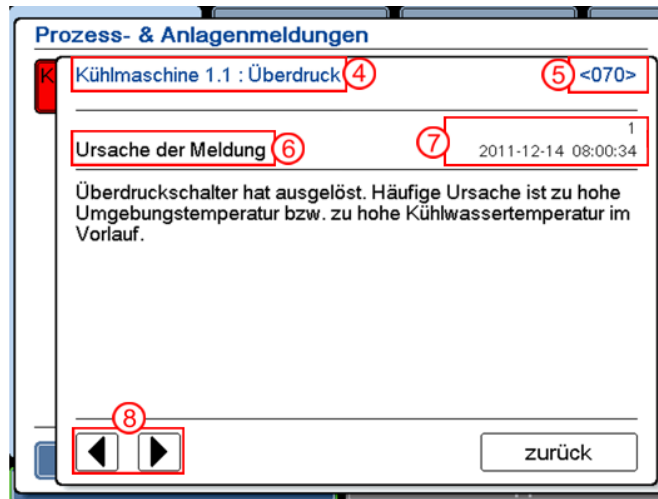 Prozess- & Anlagenmeldungen
K
Kühlmaschine 1.1 : Überdruck ④ ⑤ <070>
1
Ursache der Meldung ⑥ ⑦ 2011-12-14 08:00:34
Überdruckschalter hat ausgelöst. Häufige Ursache ist zu hohe
Umgebungstemperatur bzw. zu hohe Kühlwassertemperatur im
Vorlauf.
⑧
zurück